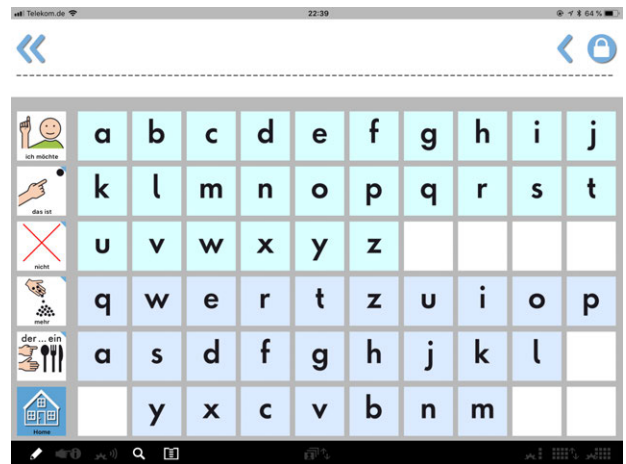 Telekom.de 22:39 64 %
ich möchte a b c d e f g h i j
das ist k l m n o p q r s t
nicht u v w x y z
mehr q w e r t z u i o p
der ... ein a s d f g h j k l
Home y x c v b n m